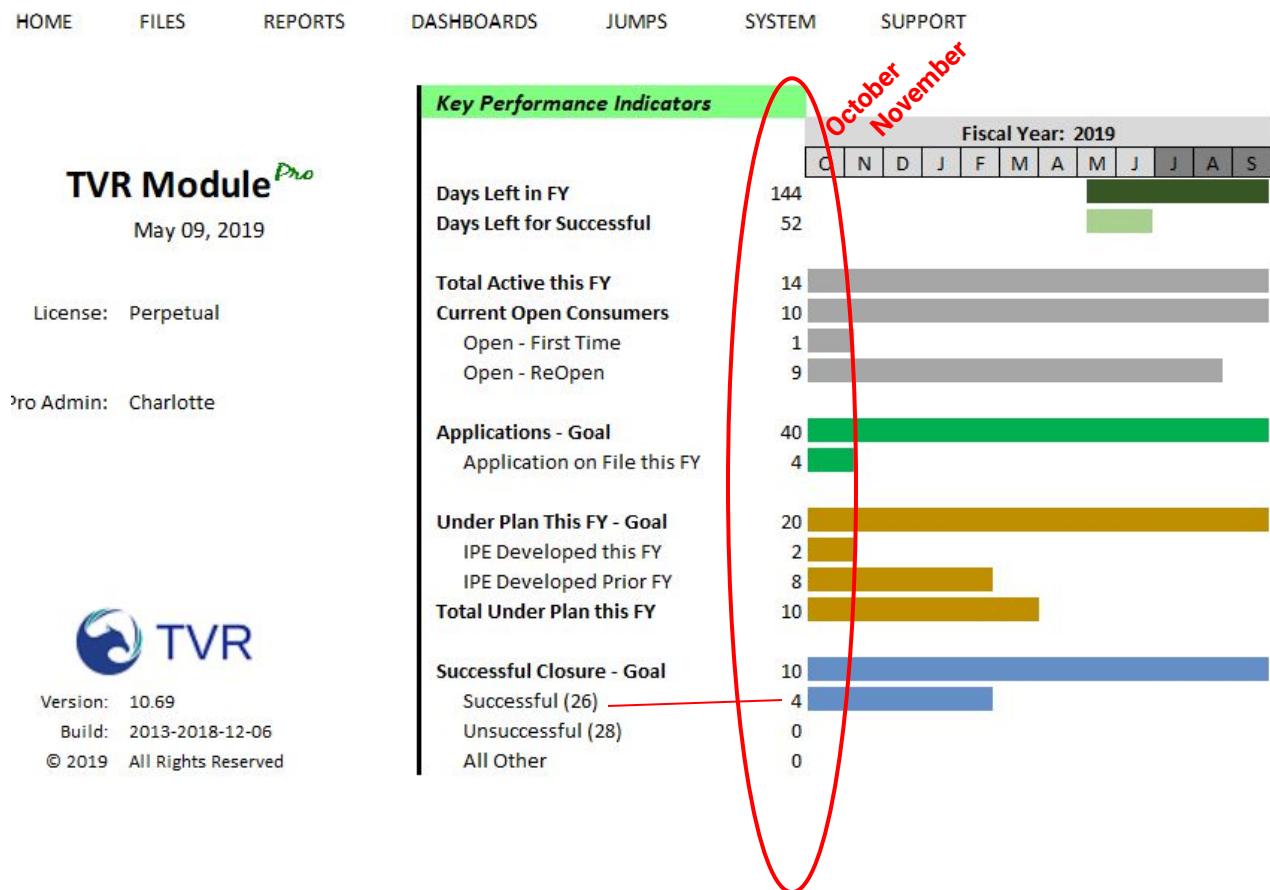 HOME FILES REPORTS DASHBOARDS JUMPS SYSTEM SUPPORT
October
November
Key Performance Indicators
Fiscal Year: 2019
O N D J F M A M J J A S
TVR Module Pro
May 09, 2019
License: Perpetual
Pro Admin: Charlotte
Days Left in FY 144
Days Left for Successful 52
Total Active this FY 14
Current Open Consumers 10
Open - First Time 1
Open - ReOpen 9
Applications - Goal 40
Application on File this FY 4
Under Plan This FY - Goal 20
IPE Developed this FY 2
IPE Developed Prior FY 8
Total Under Plan this FY 10
Successful Closure - Goal 10
Successful (26) 4
Unsuccessful (28) 0
All Other 0
TVR
Version: 10.69
Build: 2013-2018-12-06
© 2019 All Rights Reserved